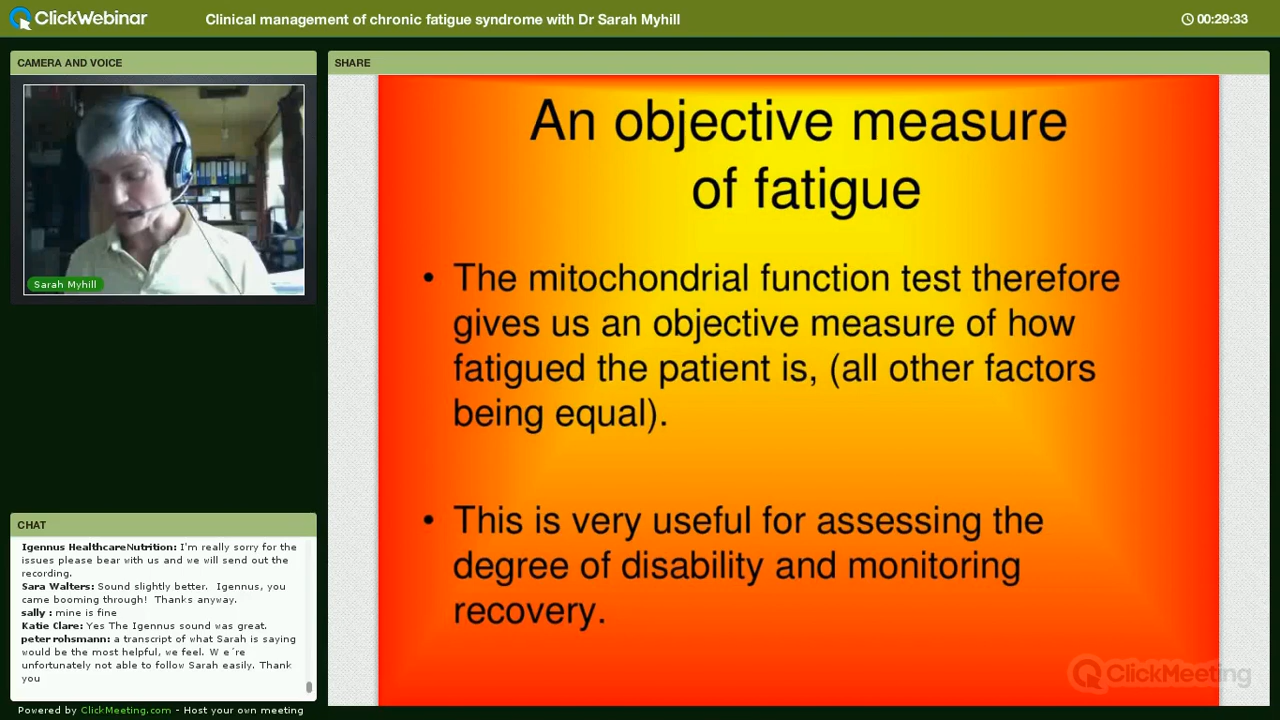 ClickWebinar
Clinical management of chronic fatigue syndrome with Dr Sarah Myhill
00:29:33
CAMERA AND VOICE
Sarah Myhill
SHARE
An objective measure
of fatigue
• The mitochondrial function test therefore
gives us an objective measure of how
fatigued the patient is, (all other factors
being equal).
• This is very useful for assessing the
degree of disability and monitoring
recovery.
ClickMeeting
CHAT
Igennus HealthcareNutrition: I'm really sorry for the
issues please bear with us and we will send out the
recording.
Sara Walters: Sound slightly better. Igennus, you
came booming through! Thanks anyway.
sally : mine is fine
Katie Clare: Yes The Igennus sound was great.
peter rohsmann: a transcript of what Sarah is saying
would be the most helpful, we feel. W e´re
unfortunately not able to follow Sarah easily. Thank
you
Powered by ClickMeeting.com - Host your own meeting